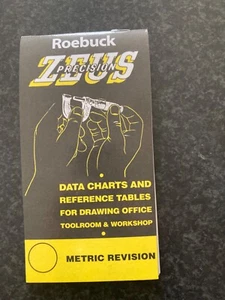 Roebuck
ZEUS
PRECISION
DATA CHARTS AND
REFERENCE TABLES
FOR DRAWING OFFICE
TOOLROOM & WORKSHOP
METRIC REVISION